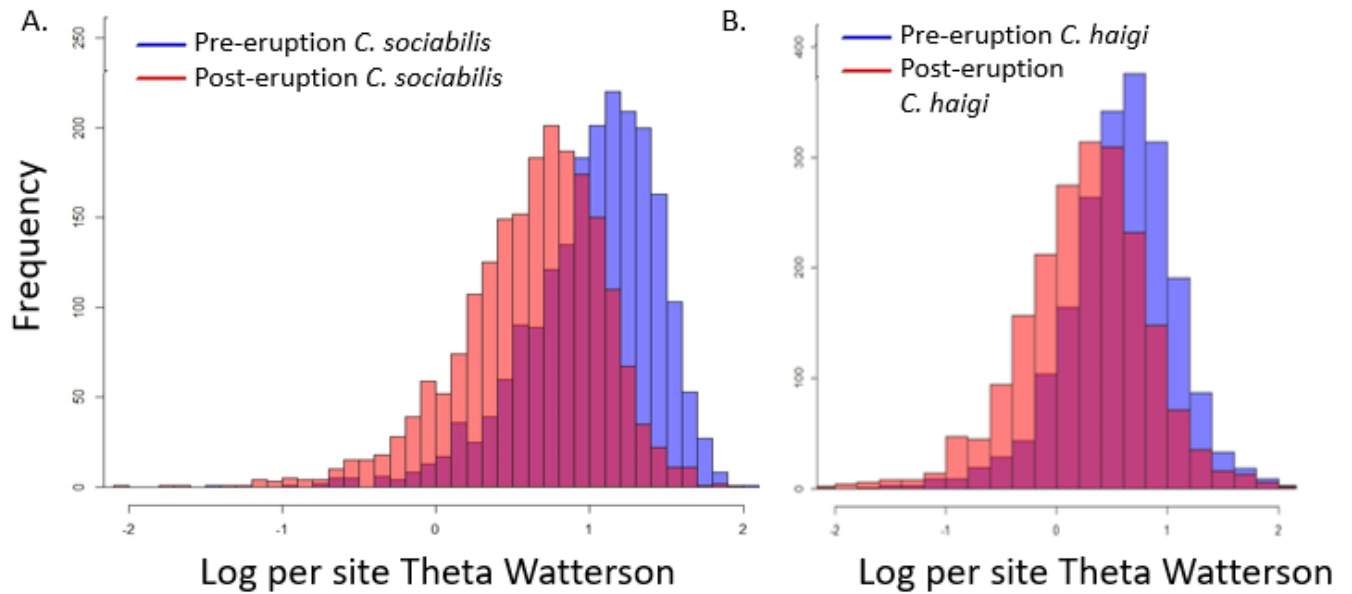 A.
Pre-eruption C. sociabilis
Post-eruption C. sociabilis
250
200
150
100
50
0
Frequency
-2 -1 0 1 2
Log per site Theta Watterson
B.
Pre-eruption C. haigi
Post-eruption
C. haigi
400
300
200
100
0
-2 -1 0 1 2
Log per site Theta Watterson